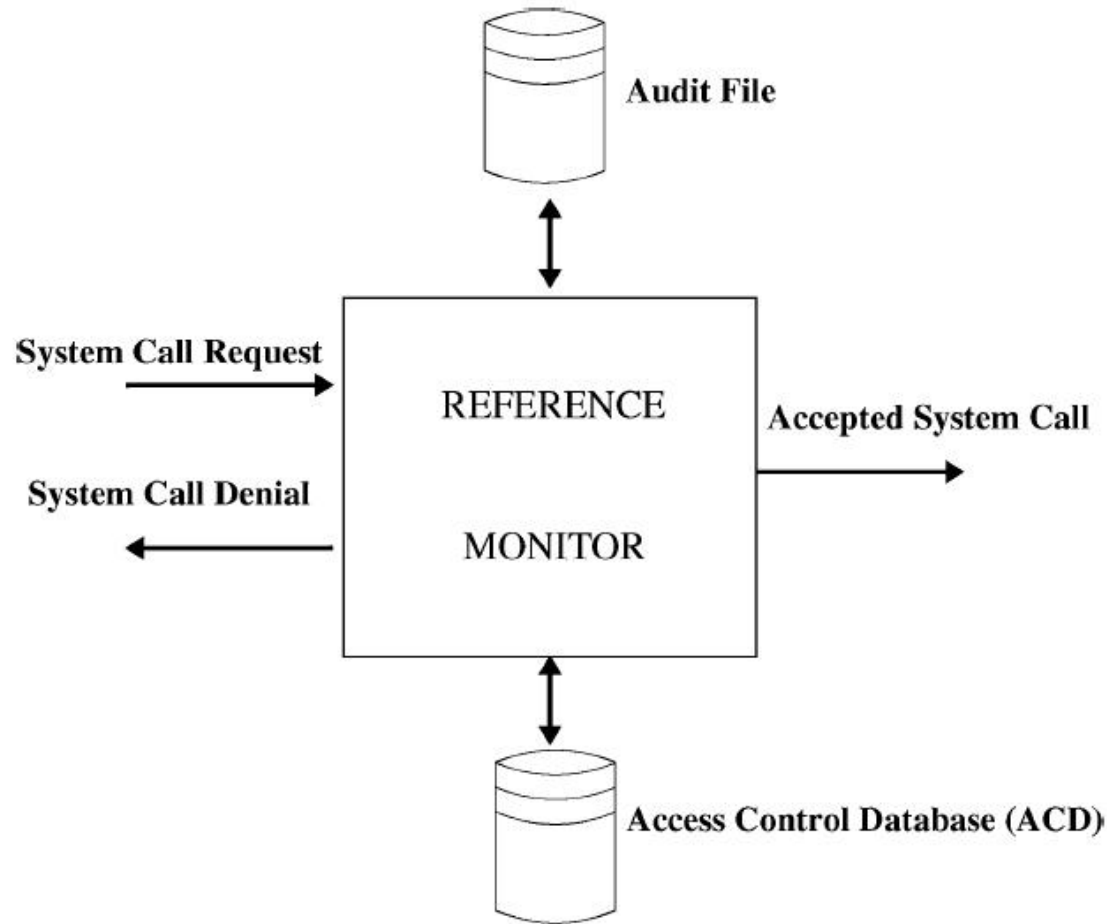 Audit File
System Call Request
REFERENCE
Accepted System Call
System Call Denial
MONITOR
Access Control Database (ACD)